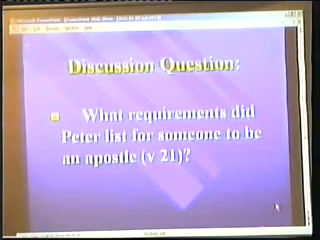 Discussion Question:
What requirements did
Peter list for someone to be
an apostle (v 21)?